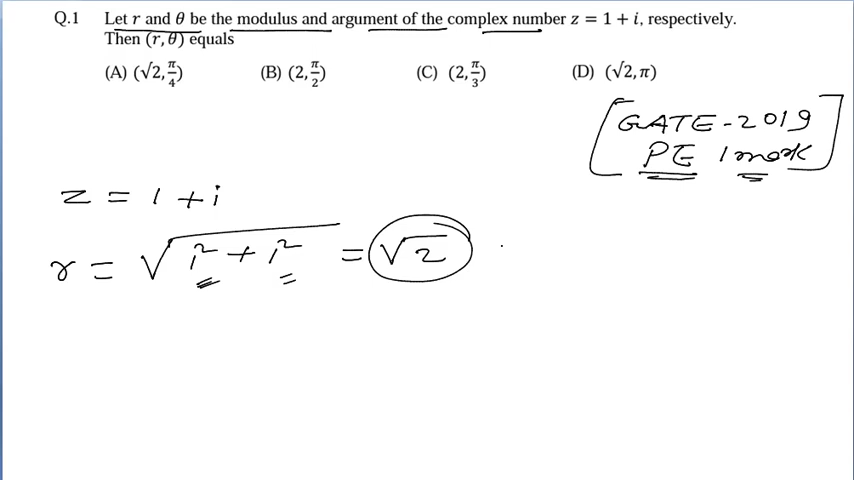 Q.1 Let r and θ be the modulus and argument of the complex number z = 1 + i, respectively.
Then (r, θ) equals
(A) (√2, π/4) (B) (2, π/2) (C) (2, π/3) (D) (√2, π)
[GATE-2019
PE 1 mark]
z = 1 + i
r = √1² + 1² = √2